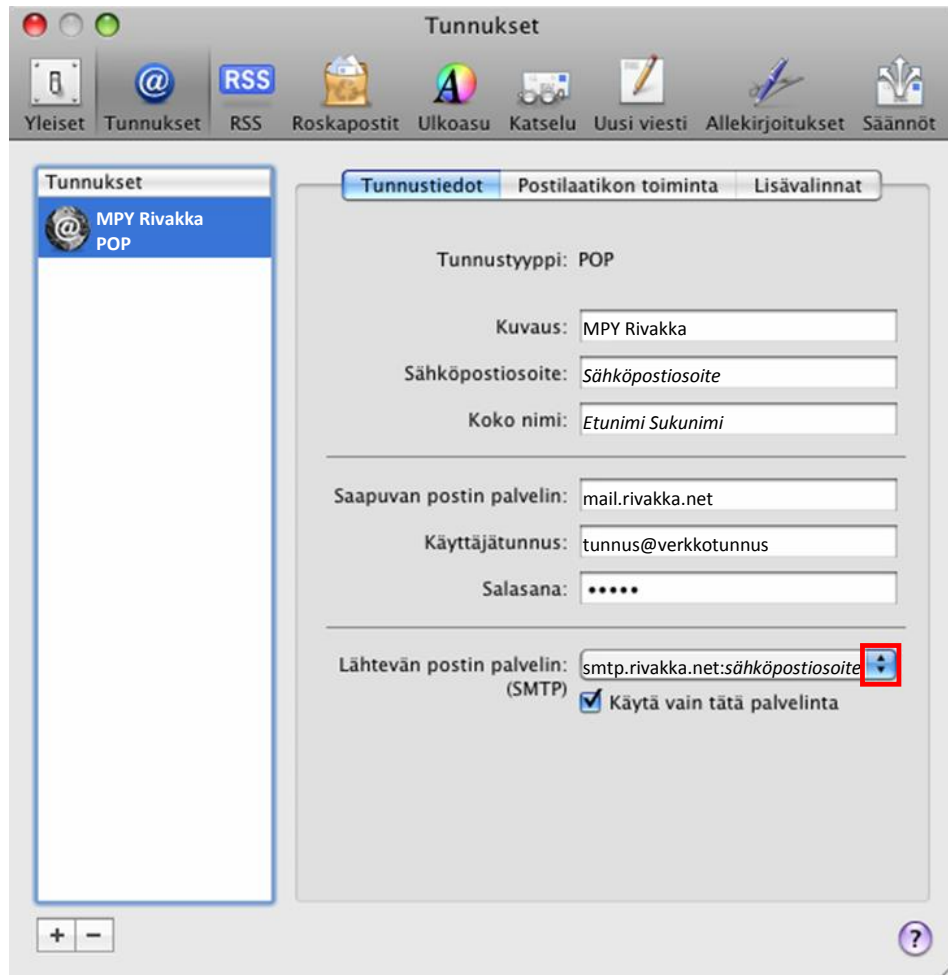 Tunnukset
Yleiset Tunnukset RSS Roskapostit Ulkoasu Katselu Uusi viesti Allekirjoitukset Säännöt
RSS
Tunnukset
MPY Rivakka
POP
Tunnustiedot Postilaatikon toiminta Lisävalinnat
Tunnustyyppi: POP
Kuvaus: MPY Rivakka
Sähköpostiosoite: Sähköpostiosoite
Koko nimi: Etunimi Sukunimi
Saapuvan postin palvelin: mail.rivakka.net
Käyttäjätunnus: tunnus@verkkotunnus
Salasana: •••••
Lähtevän postin palvelin: smtp.rivakka.net:sähköpostiosoite
(SMTP)
Käytä vain tätä palvelinta
+ −
?